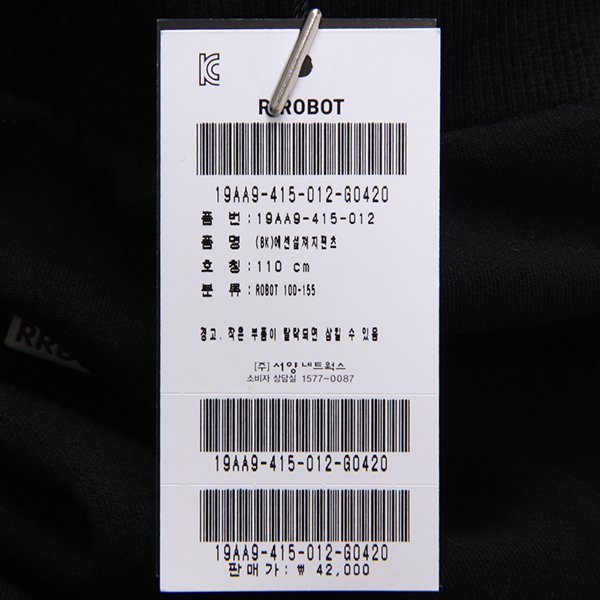 KC
RROBOT
19AA9-415-012-G0420
품 번 : 19AA9-415-012
품 명 : (BK)에센셜져지팬츠
호 칭 : 110 cm
분 류 : ROBOT 100-155
경고, 작은 부품이 탈락되면 삼킬 수 있음
(주) 서양네트웍스
소비자 상담실 1577-0087
19AA9-415-012-G0420
19AA9-415-012-G0420
판매가 : ₩ 42,000